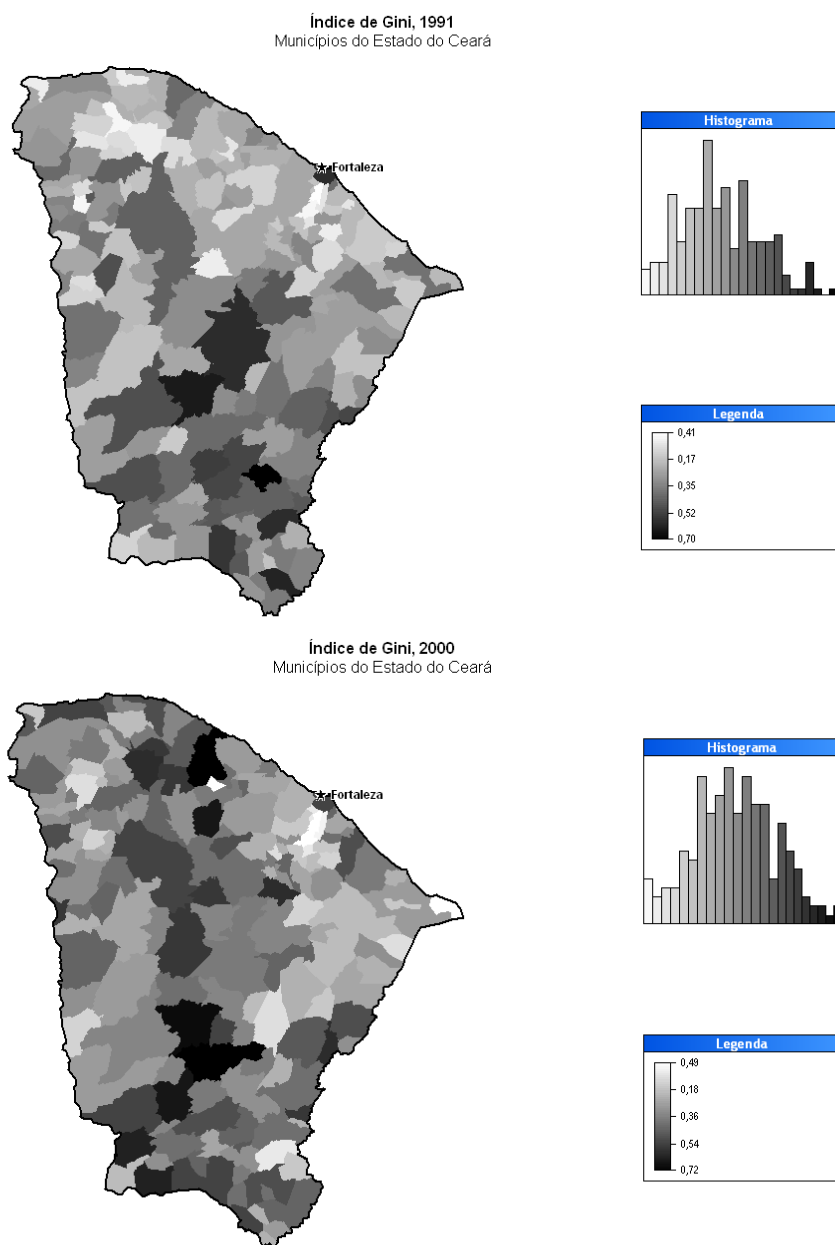 Índice de Gini, 1991
Municípios do Estado do Ceará
Fortaleza
Histograma
Legenda
0,41
0,17
0,35
0,52
0,70
Índice de Gini, 2000
Municípios do Estado do Ceará
Fortaleza
Histograma
Legenda
0,49
0,18
0,36
0,54
0,72